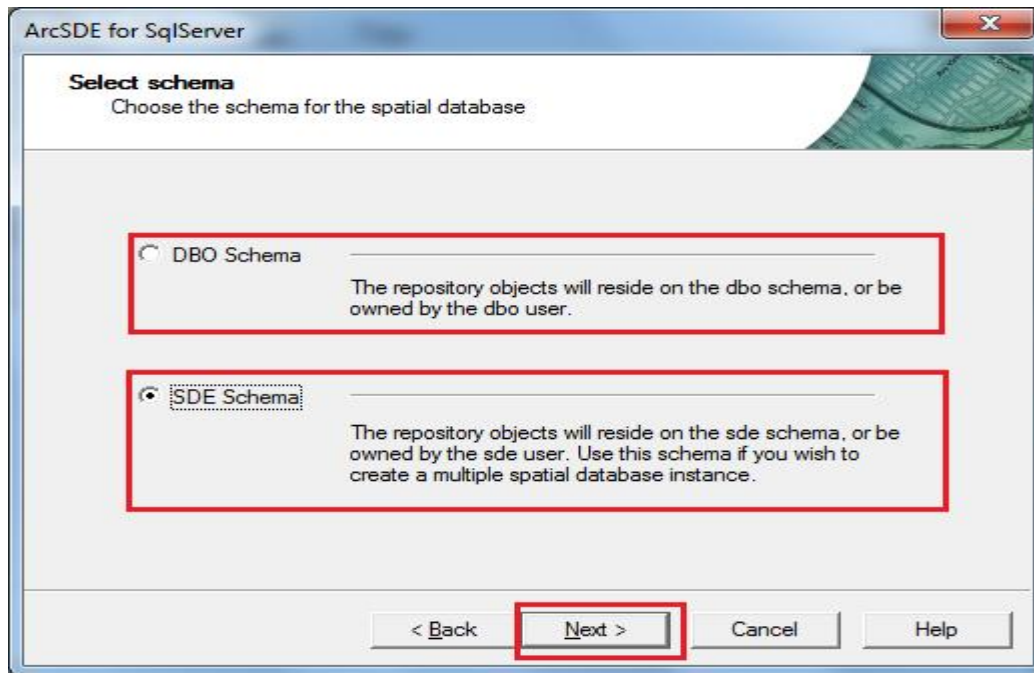 ArcSDE for SqlServer
Select schema
Choose the schema for the spatial database
DBO Schema
The repository objects will reside on the dbo schema, or be
owned by the dbo user.
SDE Schema
The repository objects will reside on the sde schema, or be
owned by the sde user. Use this schema if you wish to
create a multiple spatial database instance.
< Back
Next >
Cancel
Help